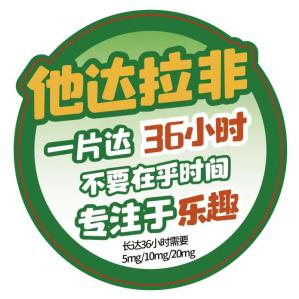 他达拉非
一片达 36小时
不要在乎时间
专注于乐趣
长达36小时需要
5mg/10mg/20mg